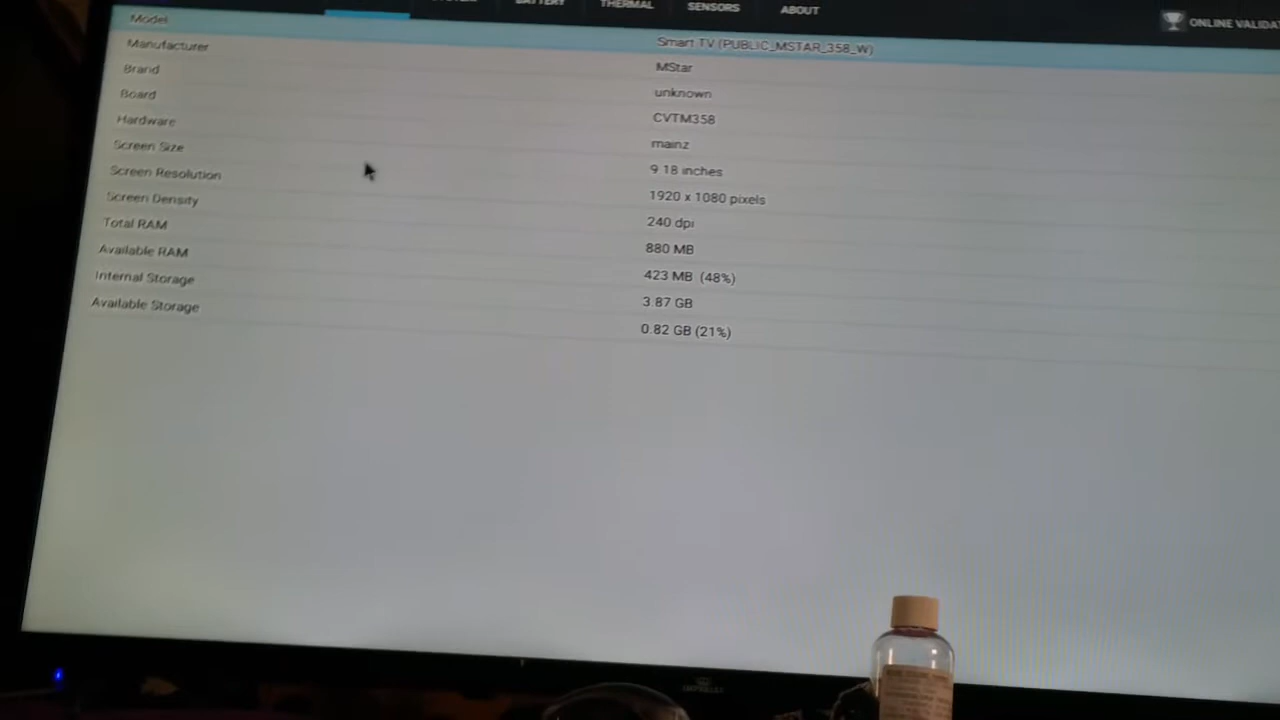 BATTERY THERMAL SENSORS ABOUT
ONLINE VALIDAT
Model Smart TV (PUBLIC_MSTAR_358_W)
Manufacturer MStar
Brand unknown
Board CVTM358
Hardware mainz
Screen Size 9.18 inches
Screen Resolution 1920 x 1080 pixels
Screen Density 240 dpi
Total RAM 880 MB
Available RAM 423 MB (48%)
Internal Storage 3.87 GB
Available Storage 0.82 GB (21%)